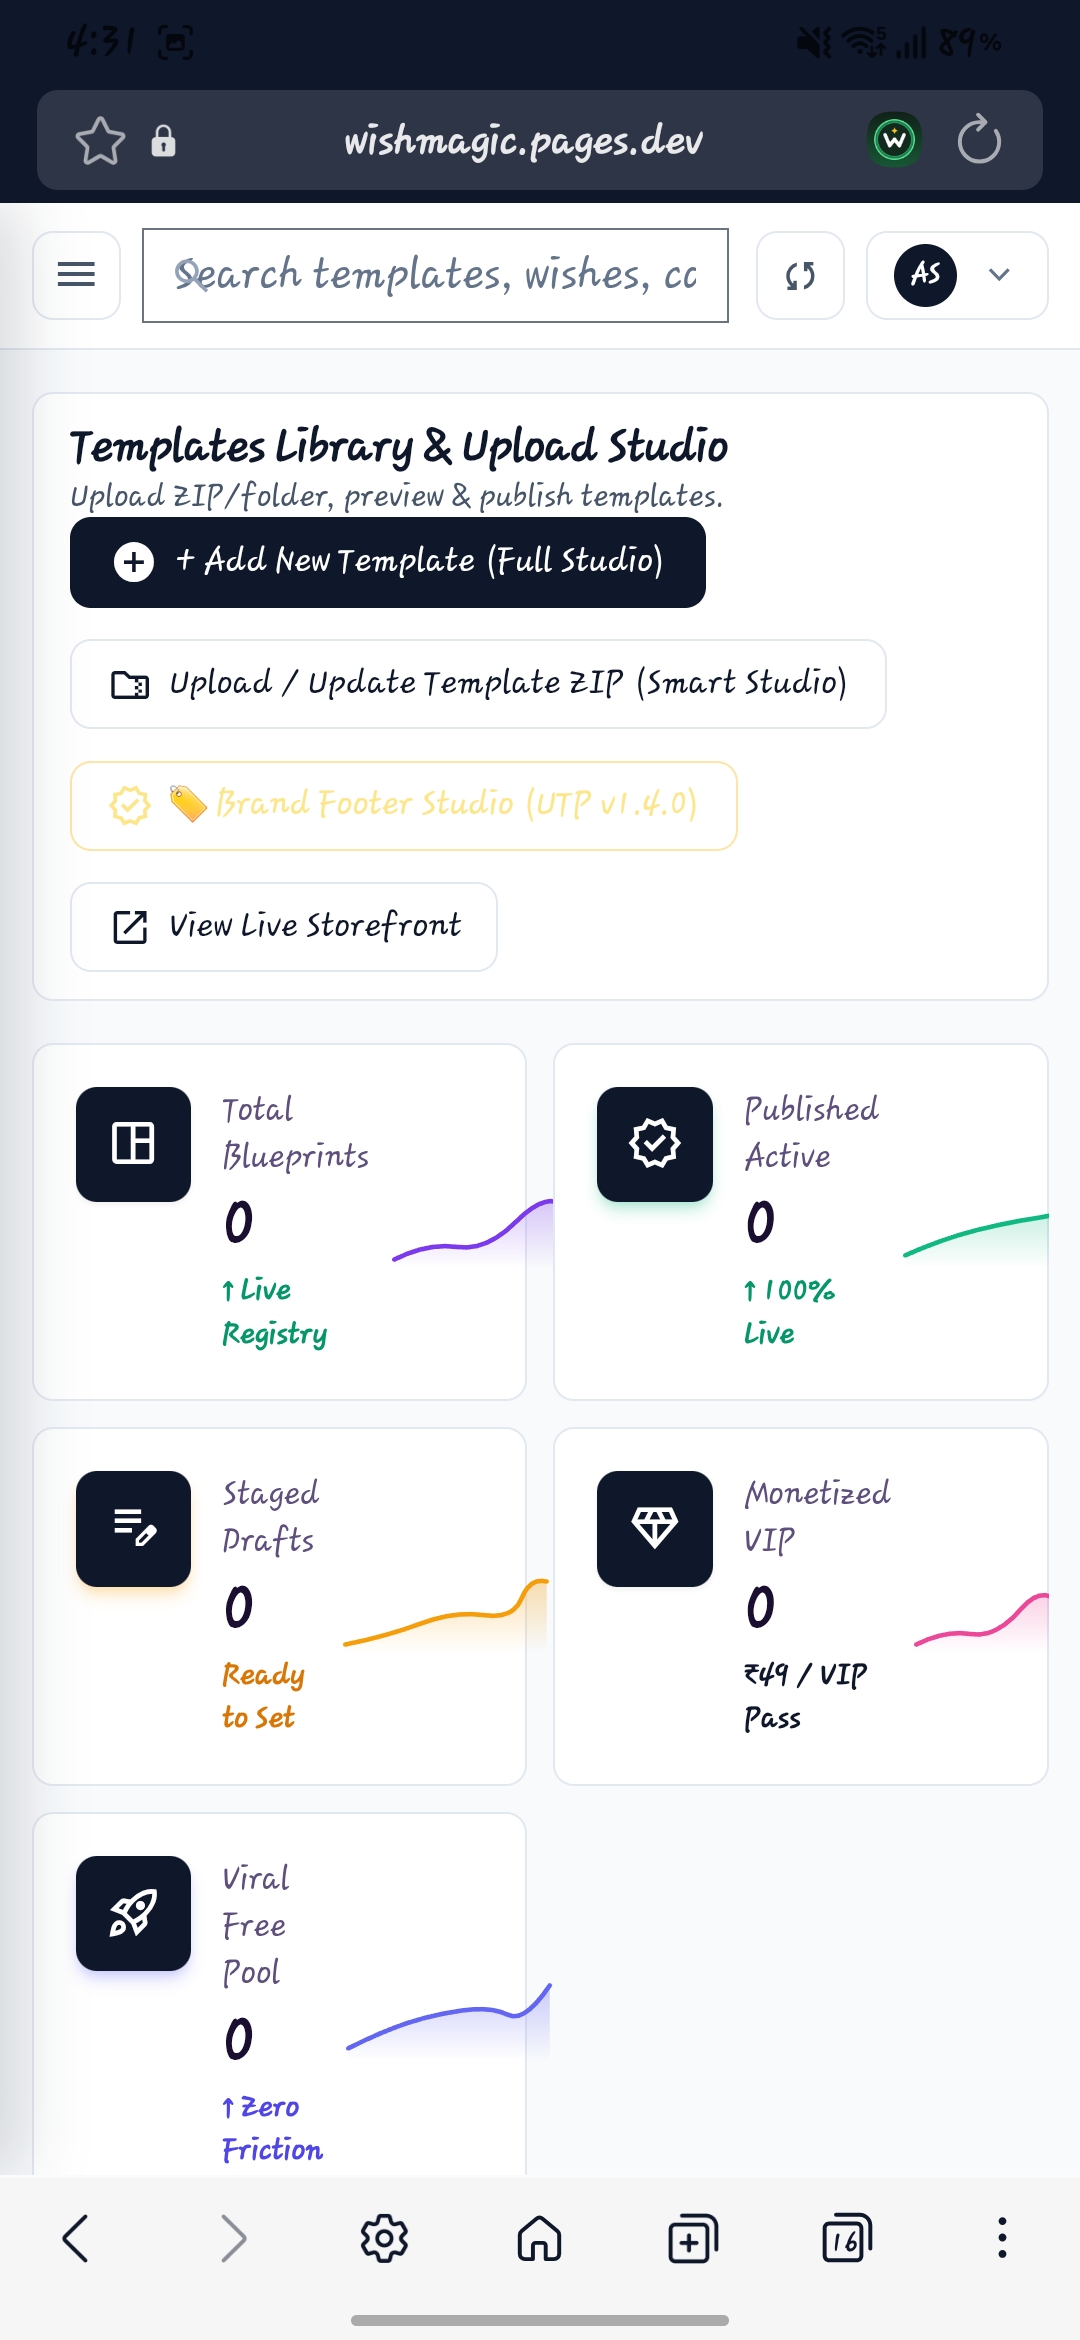 4:31
5
89%
wishmagic.pages.dev
W
Search templates, wishes, co
AS
Templates Library & Upload Studio
Upload ZIP/folder, preview & publish templates.
+ Add New Template (Full Studio)
Upload / Update Template ZIP (Smart Studio)
🏷️ Brand Footer Studio (UTP v1.4.0)
View Live Storefront
Total
Blueprints
0
↑ Live
Registry
Published
Active
0
↑ 100%
Live
Staged
Drafts
0
Ready
to Set
Monetized
VIP
0
₹49 / VIP
Pass
Viral
Free
Pool
0
↑ Zero
Friction
16